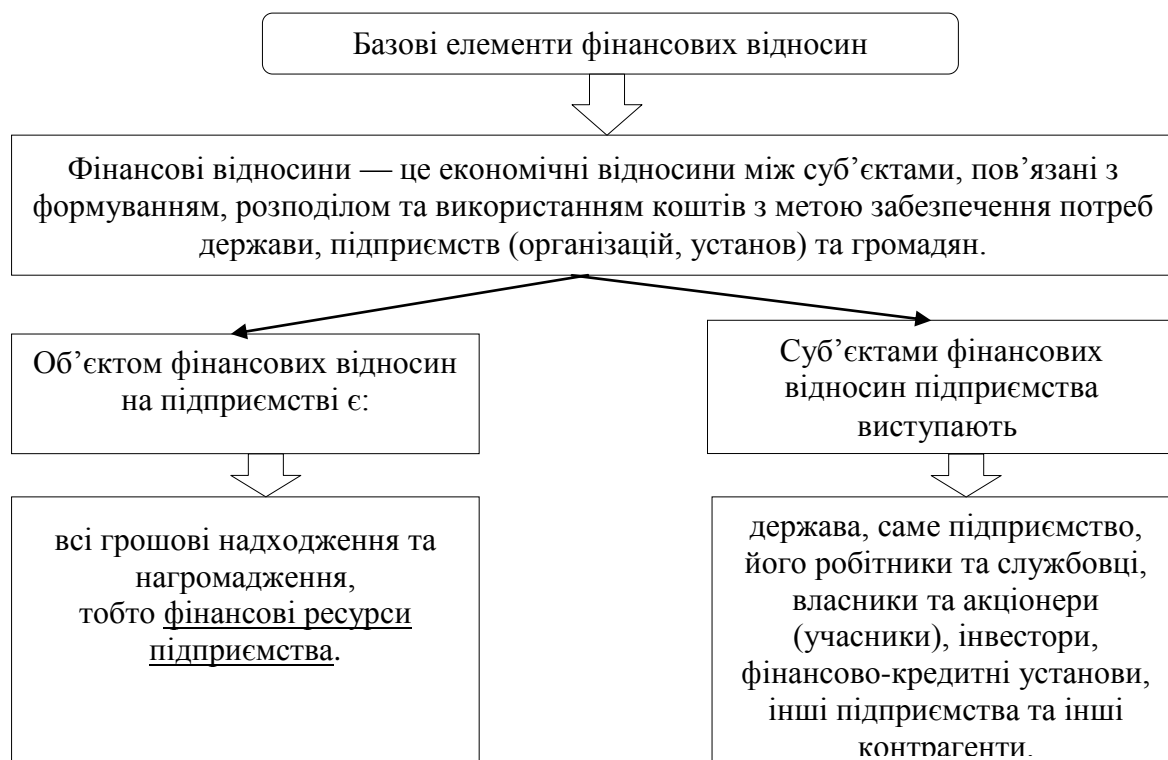 Базові елементи фінансових відносин
Фінансові відносини — це економічні відносини між суб’єктами, пов’язані з
формуванням, розподілом та використанням коштів з метою забезпечення потреб
держави, підприємств (організацій, установ) та громадян.
Об’єктом фінансових відносин
на підприємстві є:
всі грошові надходження та
нагромадження,
тобто фінансові ресурси
підприємства.
Суб’єктами фінансових
відносин підприємства
виступають
держава, саме підприємство,
його робітники та службовці,
власники та акціонери
(учасники), інвестори,
фінансово-кредитні установи,
інші підприємства та інші
контрагенти.